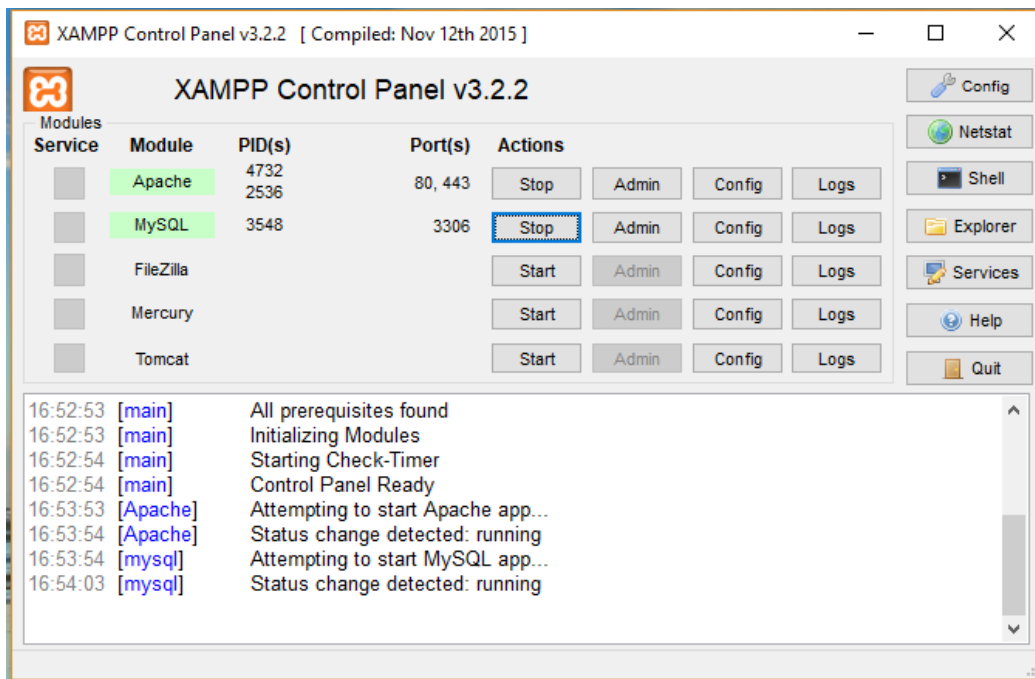 XAMPP Control Panel v3.2.2 [ Compiled: Nov 12th 2015 ]
XAMPP Control Panel v3.2.2
Config
Modules
Service Module PID(s) Port(s) Actions
Netstat
Apache 4732 2536 80, 443 Stop Admin Config Logs
Shell
MySQL 3548 3306 Stop Admin Config Logs
Explorer
FileZilla Start Admin Config Logs
Services
Mercury Start Admin Config Logs
Help
Tomcat Start Admin Config Logs
Quit
16:52:53 [main] All prerequisites found
16:52:53 [main] Initializing Modules
16:52:54 [main] Starting Check-Timer
16:52:54 [main] Control Panel Ready
16:53:53 [Apache] Attempting to start Apache app...
16:53:54 [Apache] Status change detected: running
16:53:54 [mysql] Attempting to start MySQL app...
16:54:03 [mysql] Status change detected: running